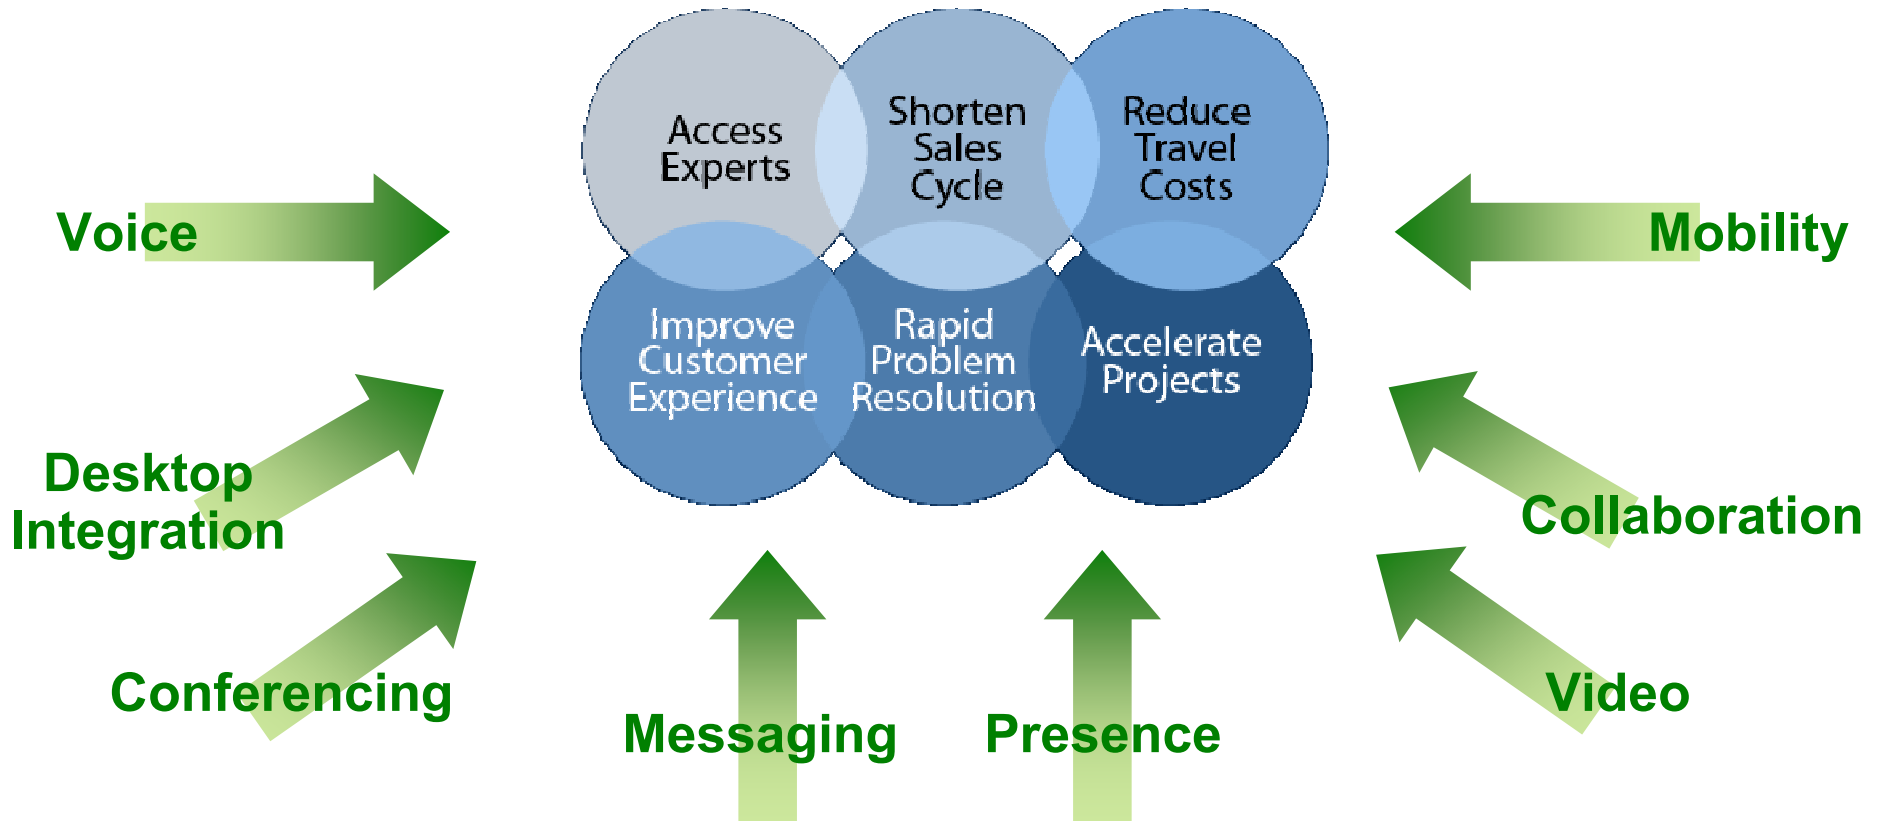 Access
Experts
Shorten
Sales
Cycle
Reduce
Travel
Costs
Improve
Customer
Experience
Rapid
Problem
Resolution
Accelerate
Projects
Voice
Desktop
Integration
Conferencing
Messaging
Presence
Mobility
Collaboration
Video